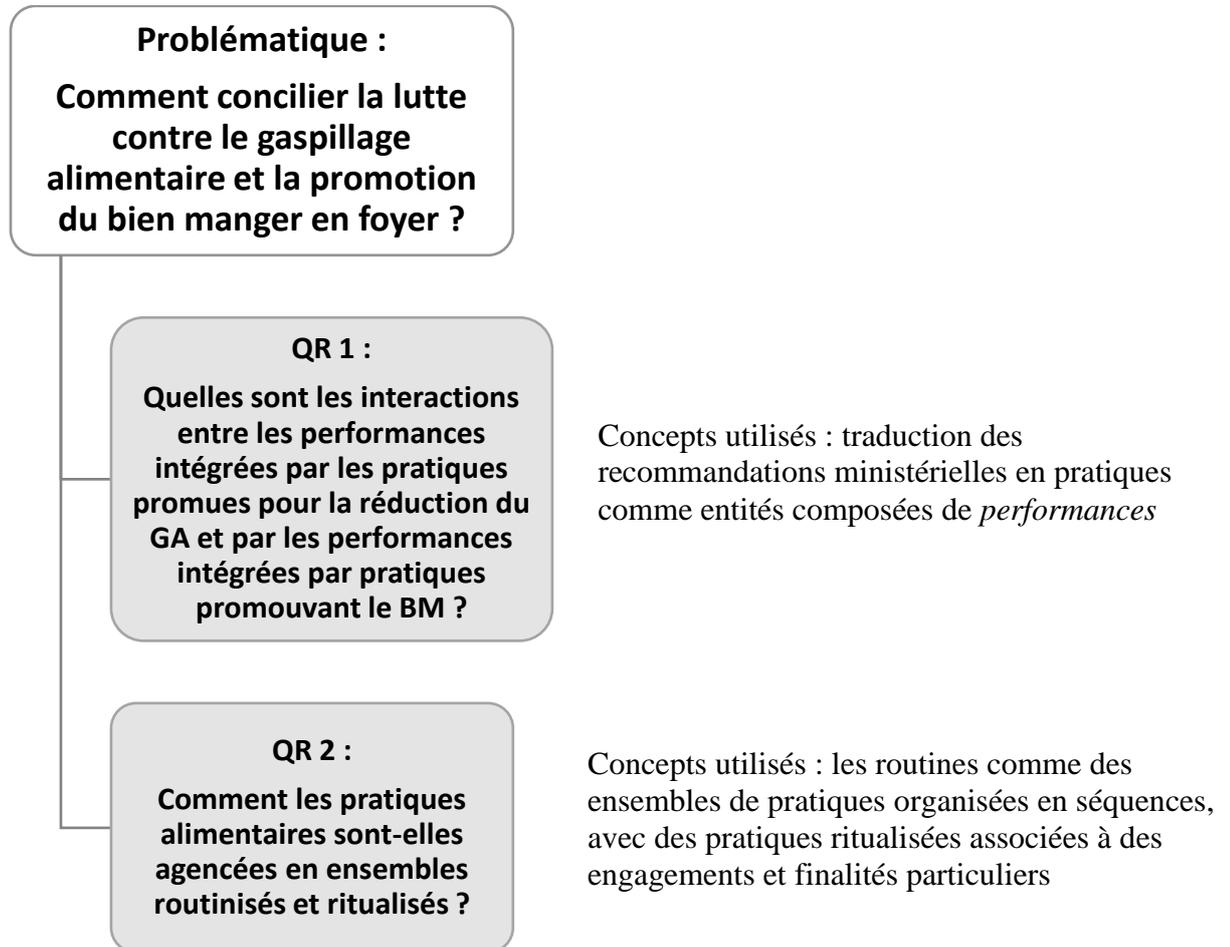 Problématique :
Comment concilier la lutte
contre le gaspillage
alimentaire et la promotion
du bien manger en foyer ?
QR 1 :
Quelles sont les interactions
entre les performances
intégrées par les pratiques
promues pour la réduction du
GA et par les performances
intégrées par pratiques
promouvant le BM ?
Concepts utilisés : traduction des
recommandations ministérielles en pratiques
comme entités composées de performances
QR 2 :
Comment les pratiques
alimentaires sont-elles
agencées en ensembles
routinisés et ritualisés ?
Concepts utilisés : les routines comme des
ensembles de pratiques organisées en séquences,
avec des pratiques ritualisées associées à des
engagements et finalités particuliers